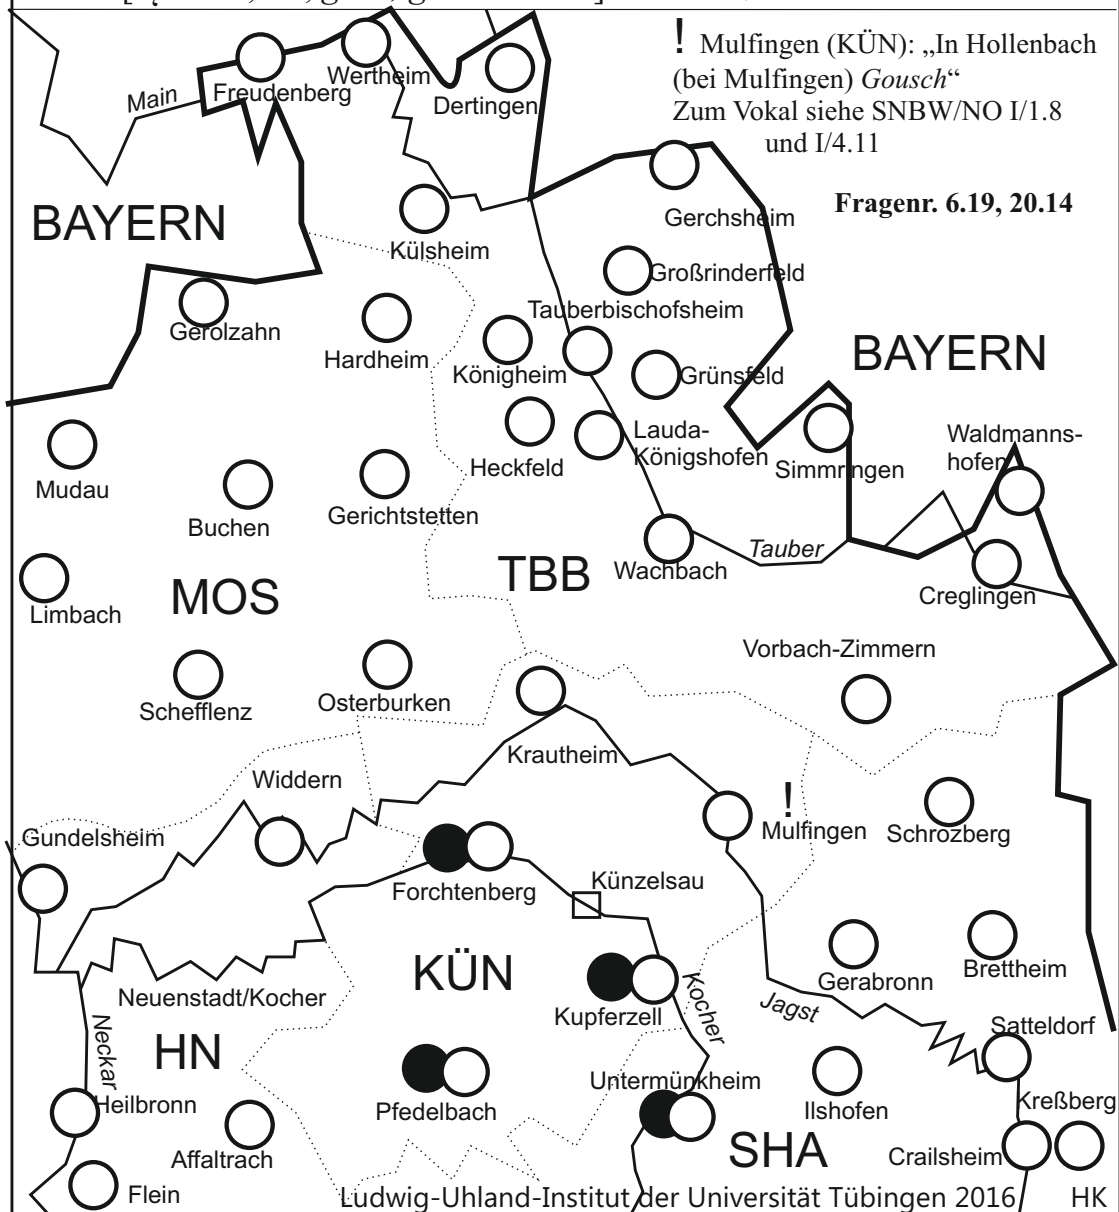 ! Mulfingen (KÜN): „In Hollenbach
(bei Mulfingen) Gousch“
Zum Vokal siehe SNBW/NO I/1.8
und I/4.11
Fragenr. 6.19, 20.14
Wertheim
Freudenberg
Main
Dertingen
BAYERN
Gerchsheim
Külsheim
Großrinderfeld
Tauberbischofsheim
Gerolzahn
Hardheim
Königheim
Grünsfeld
BAYERN
Lauda-
Königshofen
Waldmanns-
hofen
Heckfeld
Simmringen
Mudau
Buchen
Gerichtstetten
Tauber
TBB
Wachbach
MOS
Limbach
Creglingen
Vorbach-Zimmern
Schefflenz
Osterburken
Krautheim
Widdern
!
Mulfingen
Schrozberg
Gundelsheim
Forchtenberg
Künzelsau
KÜN
Gerabronn
Brettheim
Neuenstadt/Kocher
Kupferzell
Kocher
Jagst
Neckar
HN
Satteldorf
Untermünkheim
Heilbronn
Pfedelbach
Ilshofen
Kreßberg
Affaltrach
SHA
Crailsheim
Flein
Ludwig-Uhland-Institut der Universität Tübingen 2016 HK